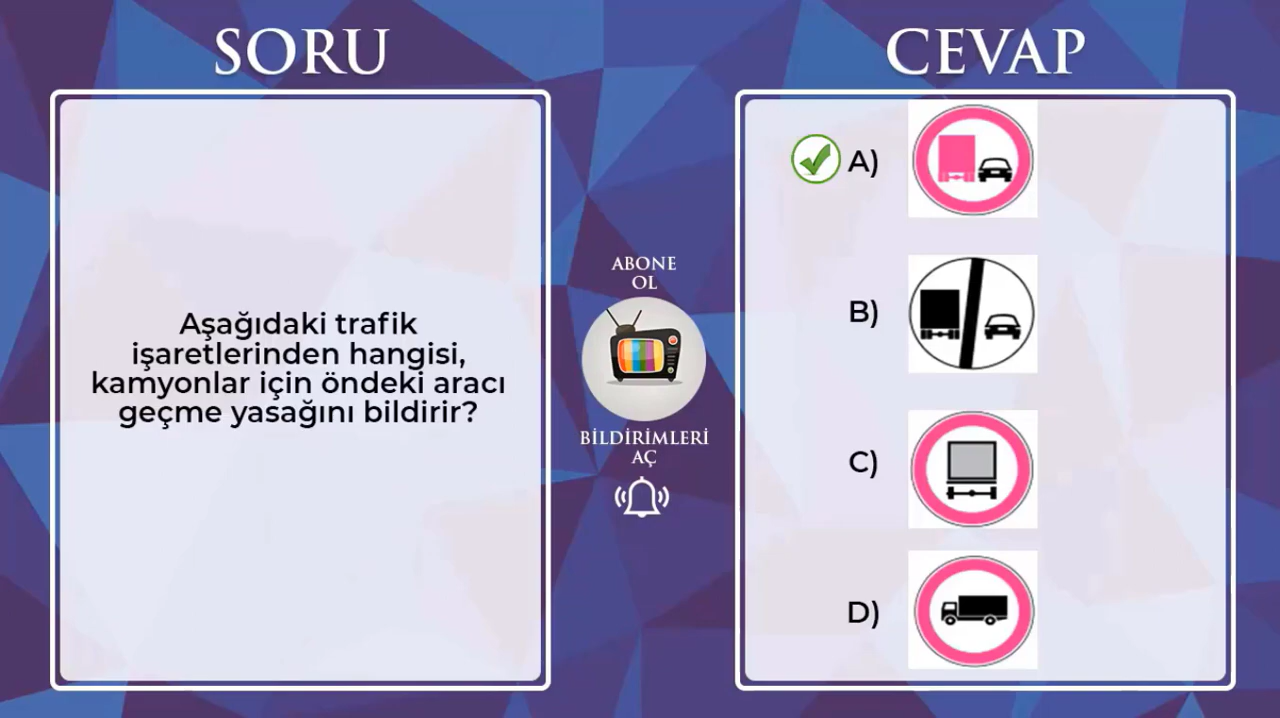 SORU
Aşağıdaki trafik
işaretlerinden hangisi,
kamyonlar için öndeki aracı
geçme yasağını bildirir?
ABONE
OL
BİLDİRİMLERİ
AÇ
CEVAP
A)
B)
C)
D)